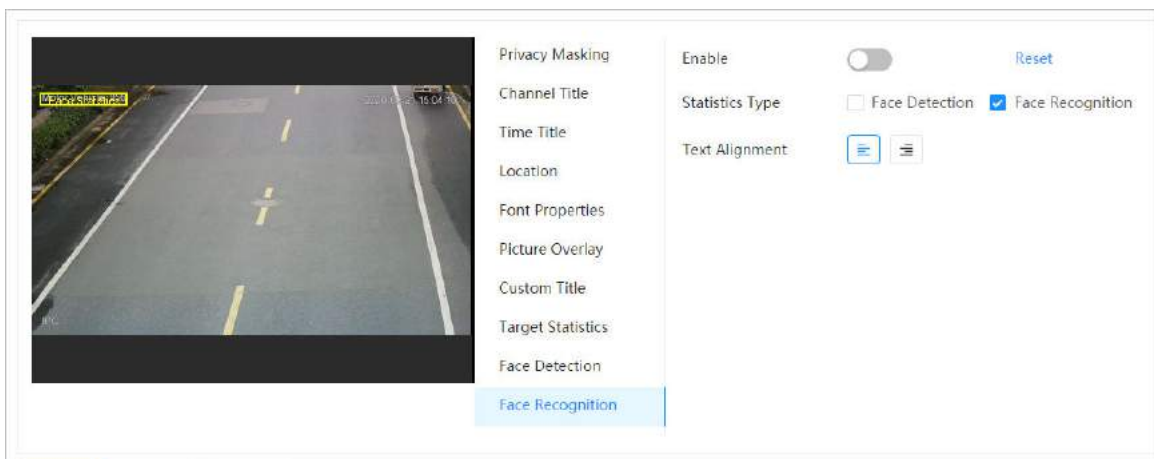 Privacy Masking
Channel Title
Time Title
Location
Font Properties
Picture Overlay
Custom Title
Target Statistics
Face Detection
Face Recognition
Enable
Reset
Statistics Type
Face Detection
Face Recognition
Text Alignment
IPC